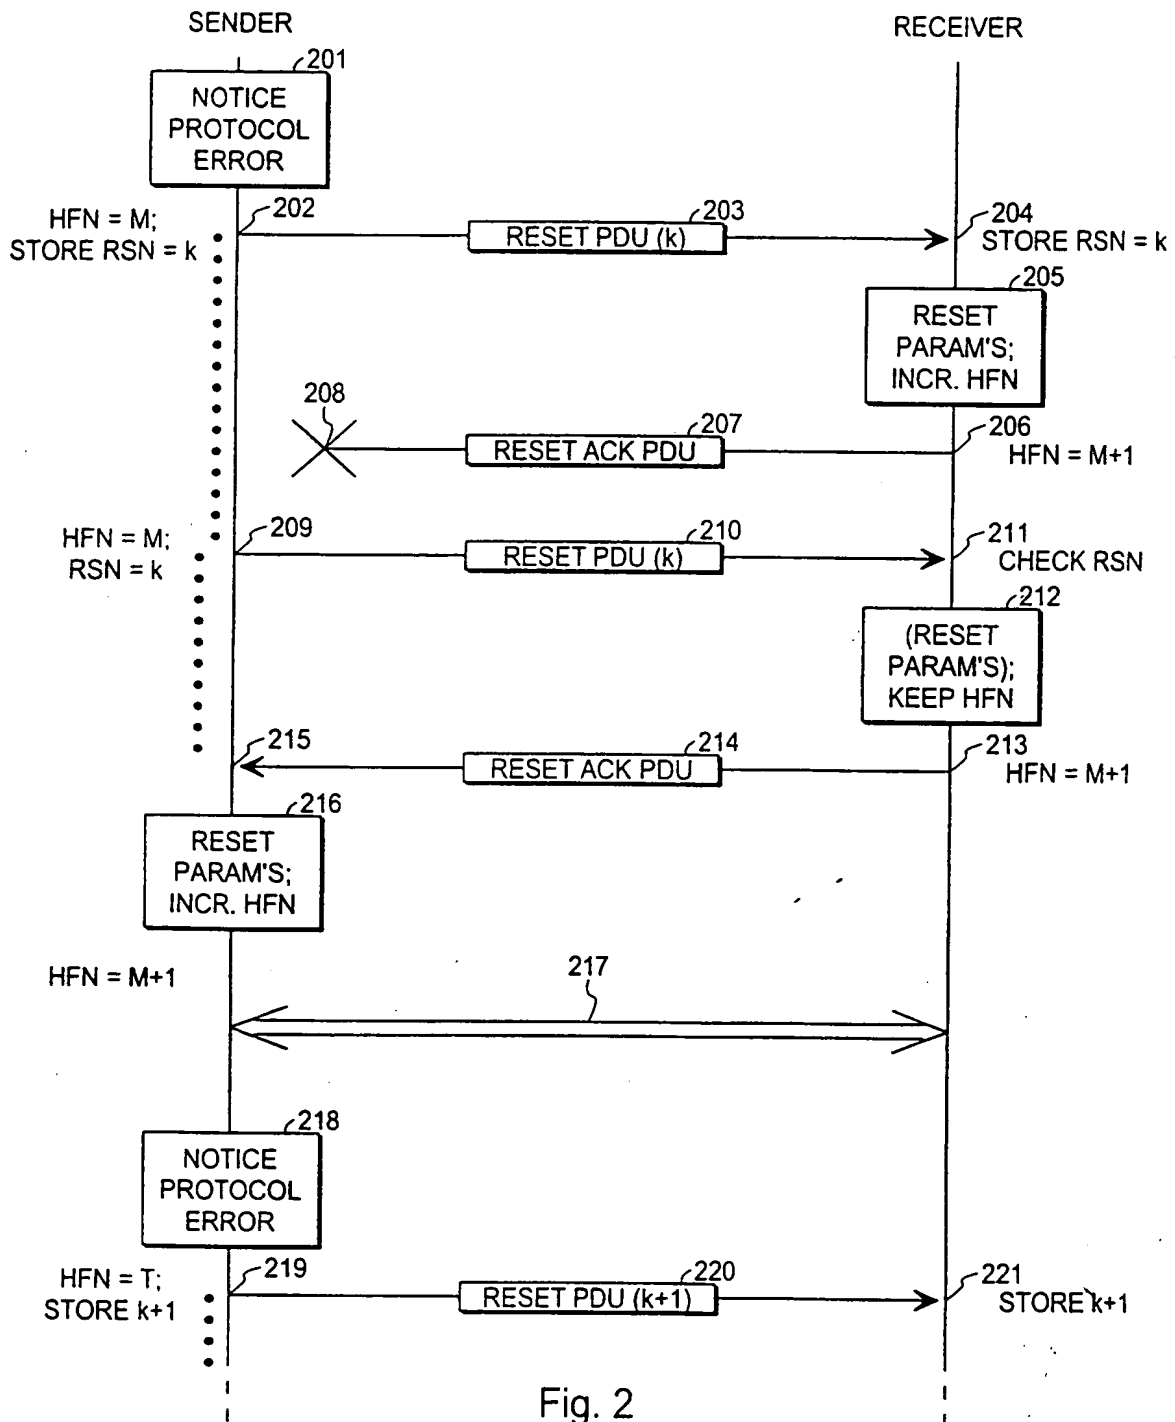 SENDER
RECEIVER
201
NOTICE
PROTOCOL
ERROR
HFN = M;
STORE RSN = k
202
203
RESET PDU (k)
204
STORE RSN = k
205
RESET
PARAM'S;
INCR. HFN
208
207
RESET ACK PDU
206
HFN = M+1
HFN = M;
RSN = k
209
210
RESET PDU (k)
211
CHECK RSN
212
(RESET
PARAM'S);
KEEP HFN
215
214
RESET ACK PDU
213
HFN = M+1
216
RESET
PARAM'S;
INCR. HFN
HFN = M+1
217
218
NOTICE
PROTOCOL
ERROR
HFN = T;
STORE k+1
219
220
RESET PDU (k+1)
221
STORE k+1
Fig. 2